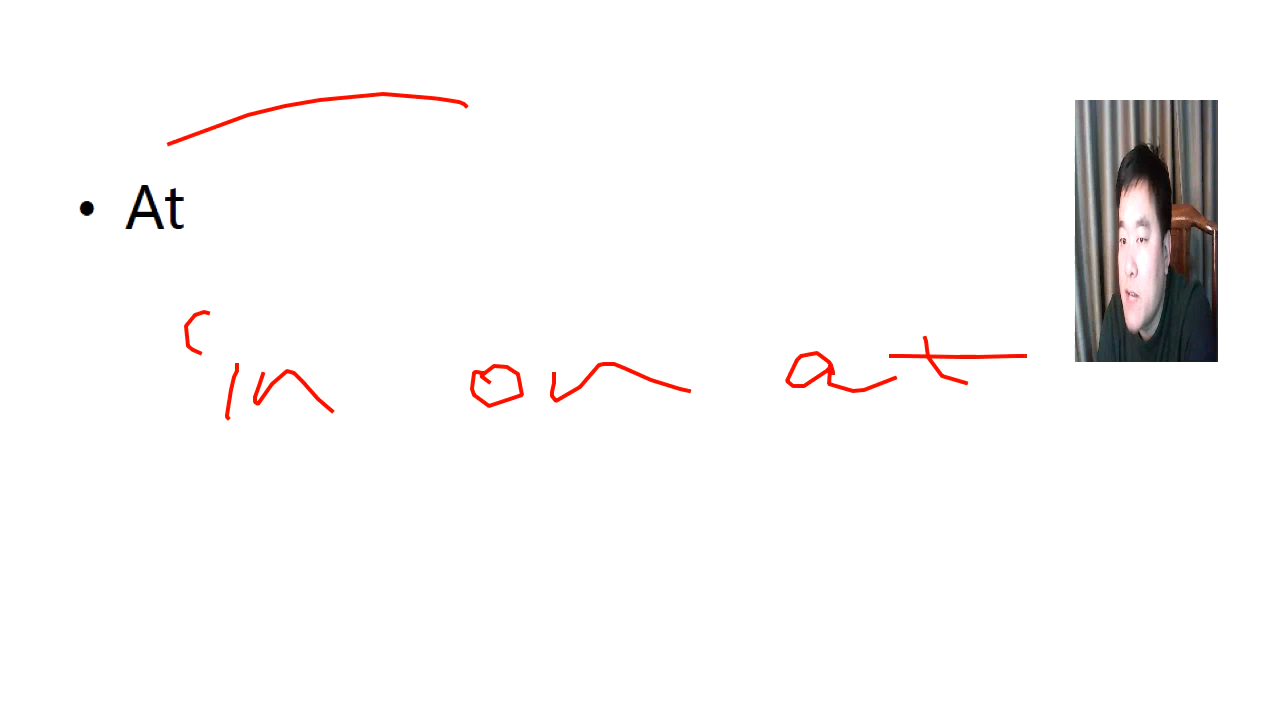 • At
in on at